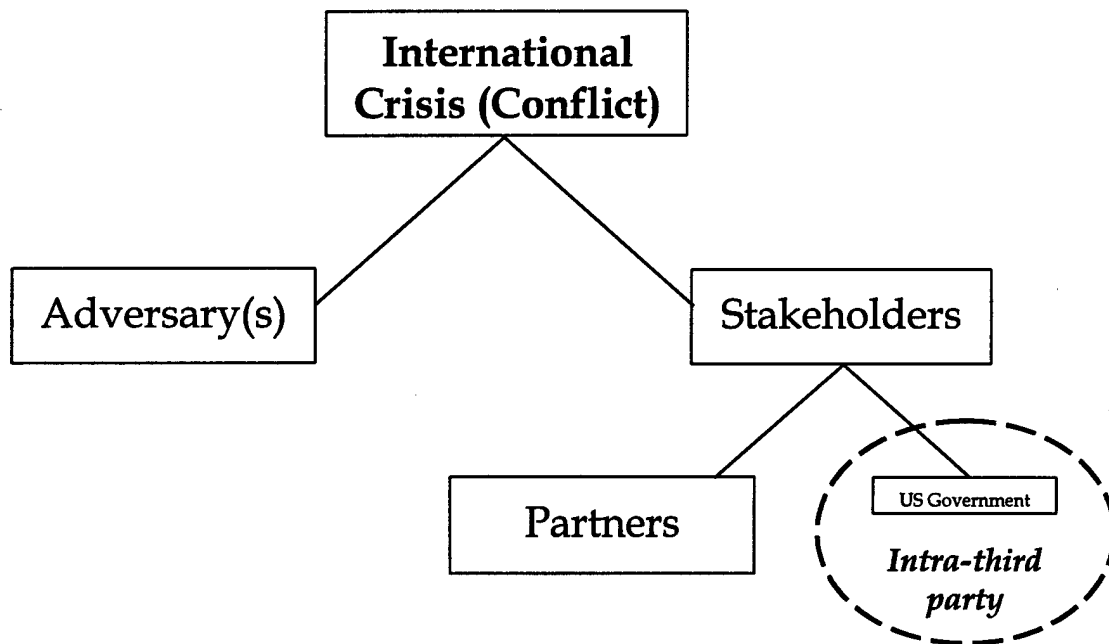 International
Crisis (Conflict)
Adversary(s)
Stakeholders
Partners
US Government
Intra-third
party